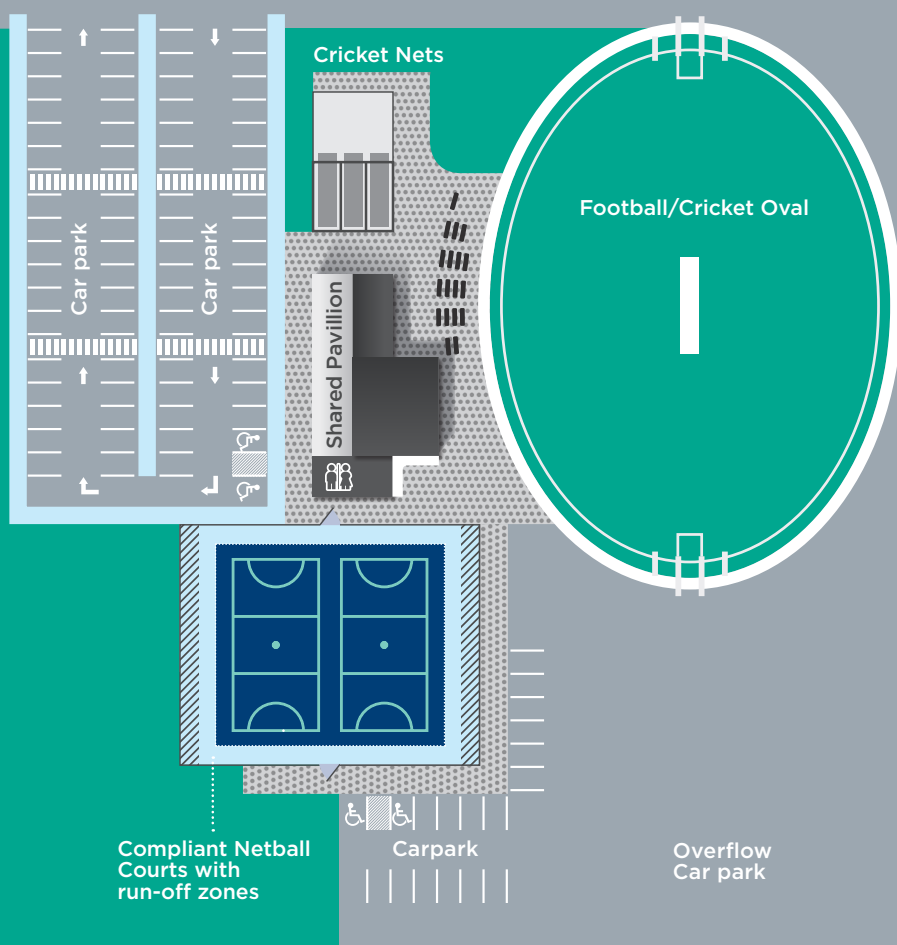 Cricket Nets
Football/Cricket Oval
Car park
Car park
Shared Pavillion
Compliant Netball
Courts with
run-off zones
Carpark
Overflow
Car park